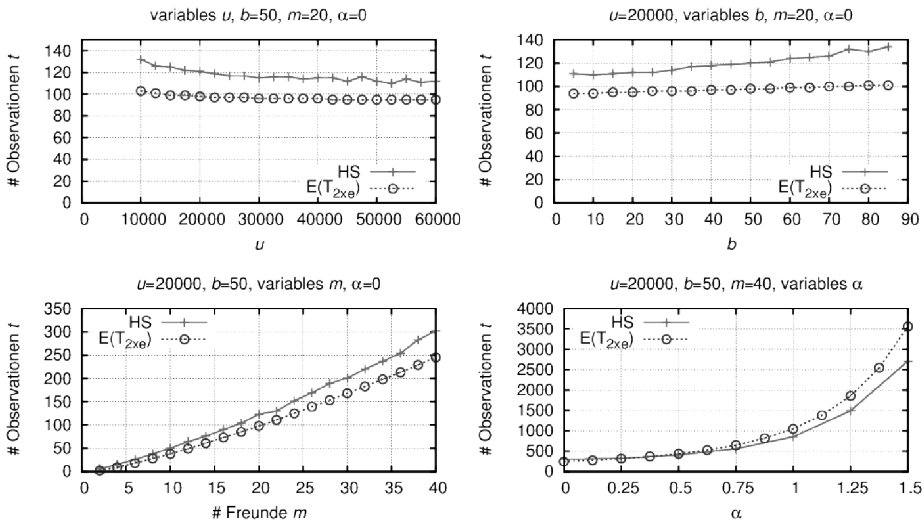 variables u, b=50, m=20, α=0
# Observationen t
140
120
100
80
60
40
20
0
HS
E(T2xe)
0 10000 20000 30000 40000 50000 60000
u
u=20000, variables b, m=20, α=0
# Observationen t
140
120
100
80
60
40
20
0
HS
E(T2xe)
0 10 20 30 40 50 60 70 80 90
b
u=20000, b=50, variables m, α=0
# Observationen t
350
300
250
200
150
100
50
0
HS
E(T2xe)
0 5 10 15 20 25 30 35 40
# Freunde m
u=20000, b=50, m=40, variables α
# Observationen t
4000
3500
3000
2500
2000
1500
1000
500
0
HS
E(T2xe)
0 0.25 0.5 0.75 1 1.25 1.5
α